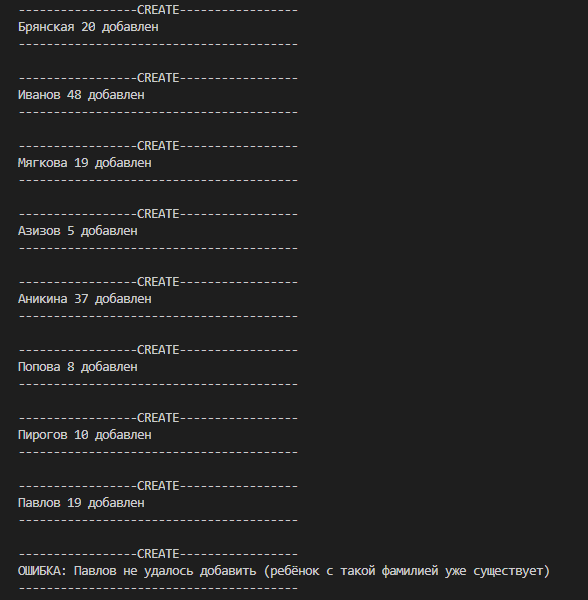 -----------------CREATE-----------------
Брянская 20 добавлен
----------------------------------------
-----------------CREATE-----------------
Иванов 48 добавлен
----------------------------------------
-----------------CREATE-----------------
Мягкова 19 добавлен
----------------------------------------
-----------------CREATE-----------------
Азизов 5 добавлен
----------------------------------------
-----------------CREATE-----------------
Аникина 37 добавлен
----------------------------------------
-----------------CREATE-----------------
Попова 8 добавлен
----------------------------------------
-----------------CREATE-----------------
Пирогов 10 добавлен
----------------------------------------
-----------------CREATE-----------------
Павлов 19 добавлен
----------------------------------------
-----------------CREATE-----------------
ОШИБКА: Павлов не удалось добавить (ребёнок с такой фамилией уже существует)
----------------------------------------